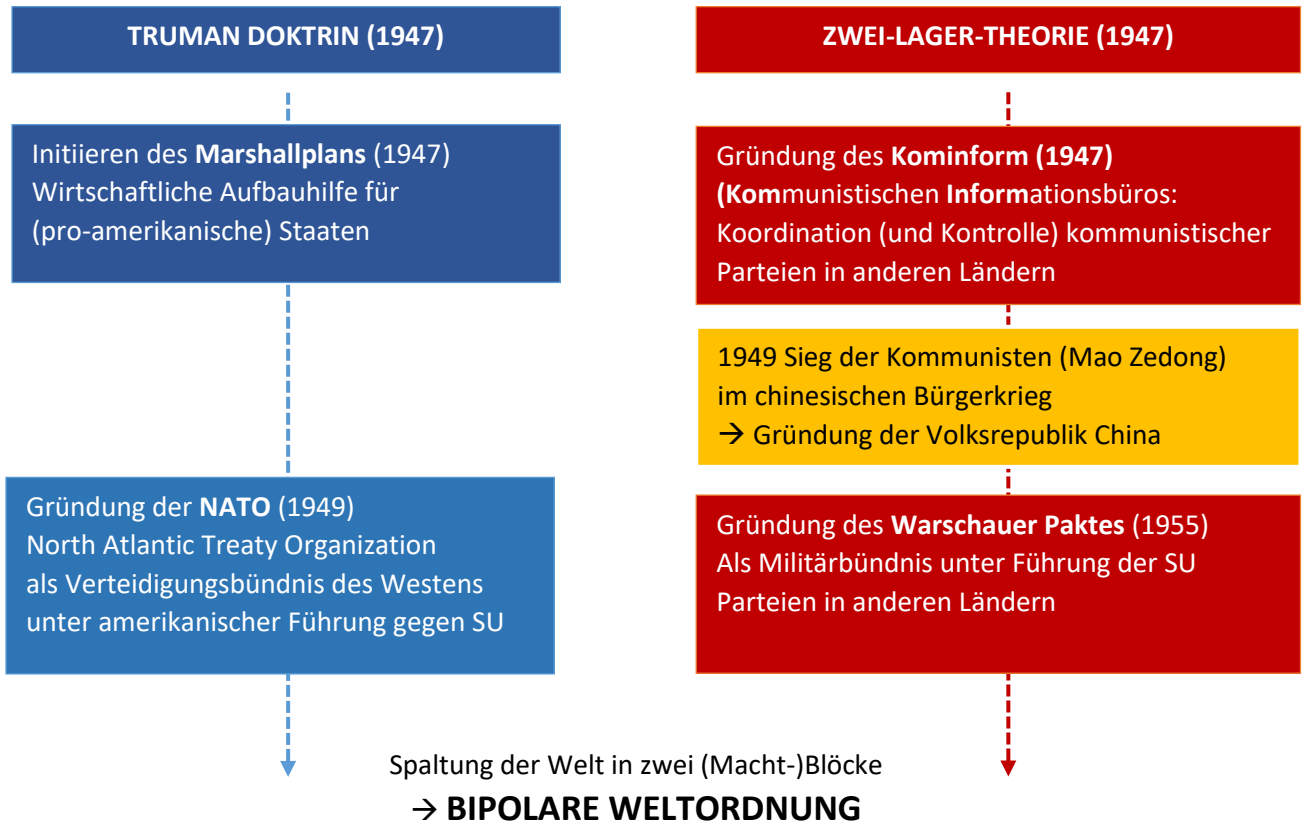 TRUMAN DOKTRIN (1947)
Initiieren des Marshallplans (1947)
Wirtschaftliche Aufbauhilfe für
(pro-amerikanische) Staaten
Gründung der NATO (1949)
North Atlantic Treaty Organization
als Verteidigungsbündnis des Westens
unter amerikanischer Führung gegen SU
ZWEI-LAGER-THEORIE (1947)
Gründung des Kominform (1947)
(Kommunistischen Informationsbüros:
Koordination (und Kontrolle) kommunistischer
Parteien in anderen Ländern
1949 Sieg der Kommunisten (Mao Zedong)
im chinesischen Bürgerkrieg
→ Gründung der Volksrepublik China
Gründung des Warschauer Paktes (1955)
Als Militärbündnis unter Führung der SU
Parteien in anderen Ländern
Spaltung der Welt in zwei (Macht-)Blöcke
→ BIPOLARE WELTORDNUNG